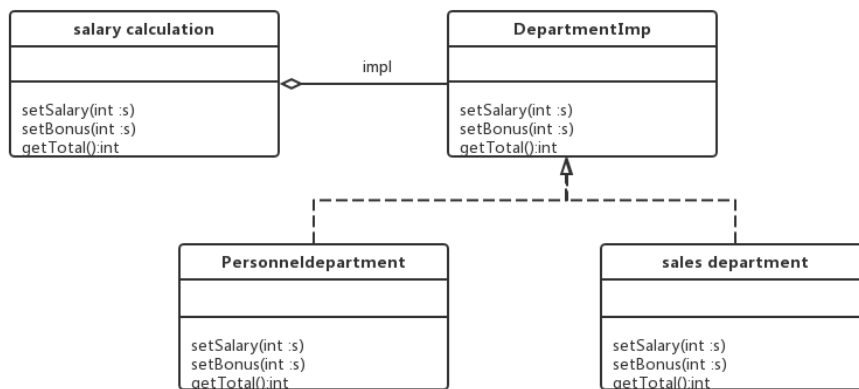 salary calculation
setSalary(int :s)
setBonus(int :s)
getTotal():int
impl
DepartmentImp
setSalary(int :s)
setBonus(int :s)
getTotal():int
Personneldepartment
setSalary(int :s)
setBonus(int :s)
getTotal():int
sales department
setSalary(int :s)
setBonus(int :s)
getTotal():int